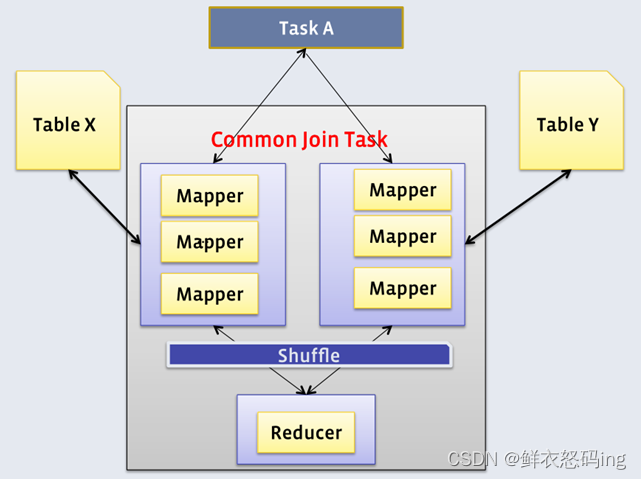 Task A
Table X
Table Y
Common Join Task
Mapper
Mapper
Mapper
Mapper
Mapper
Mapper
Shuffle
Reducer
CSDN @鲜衣怒码ing